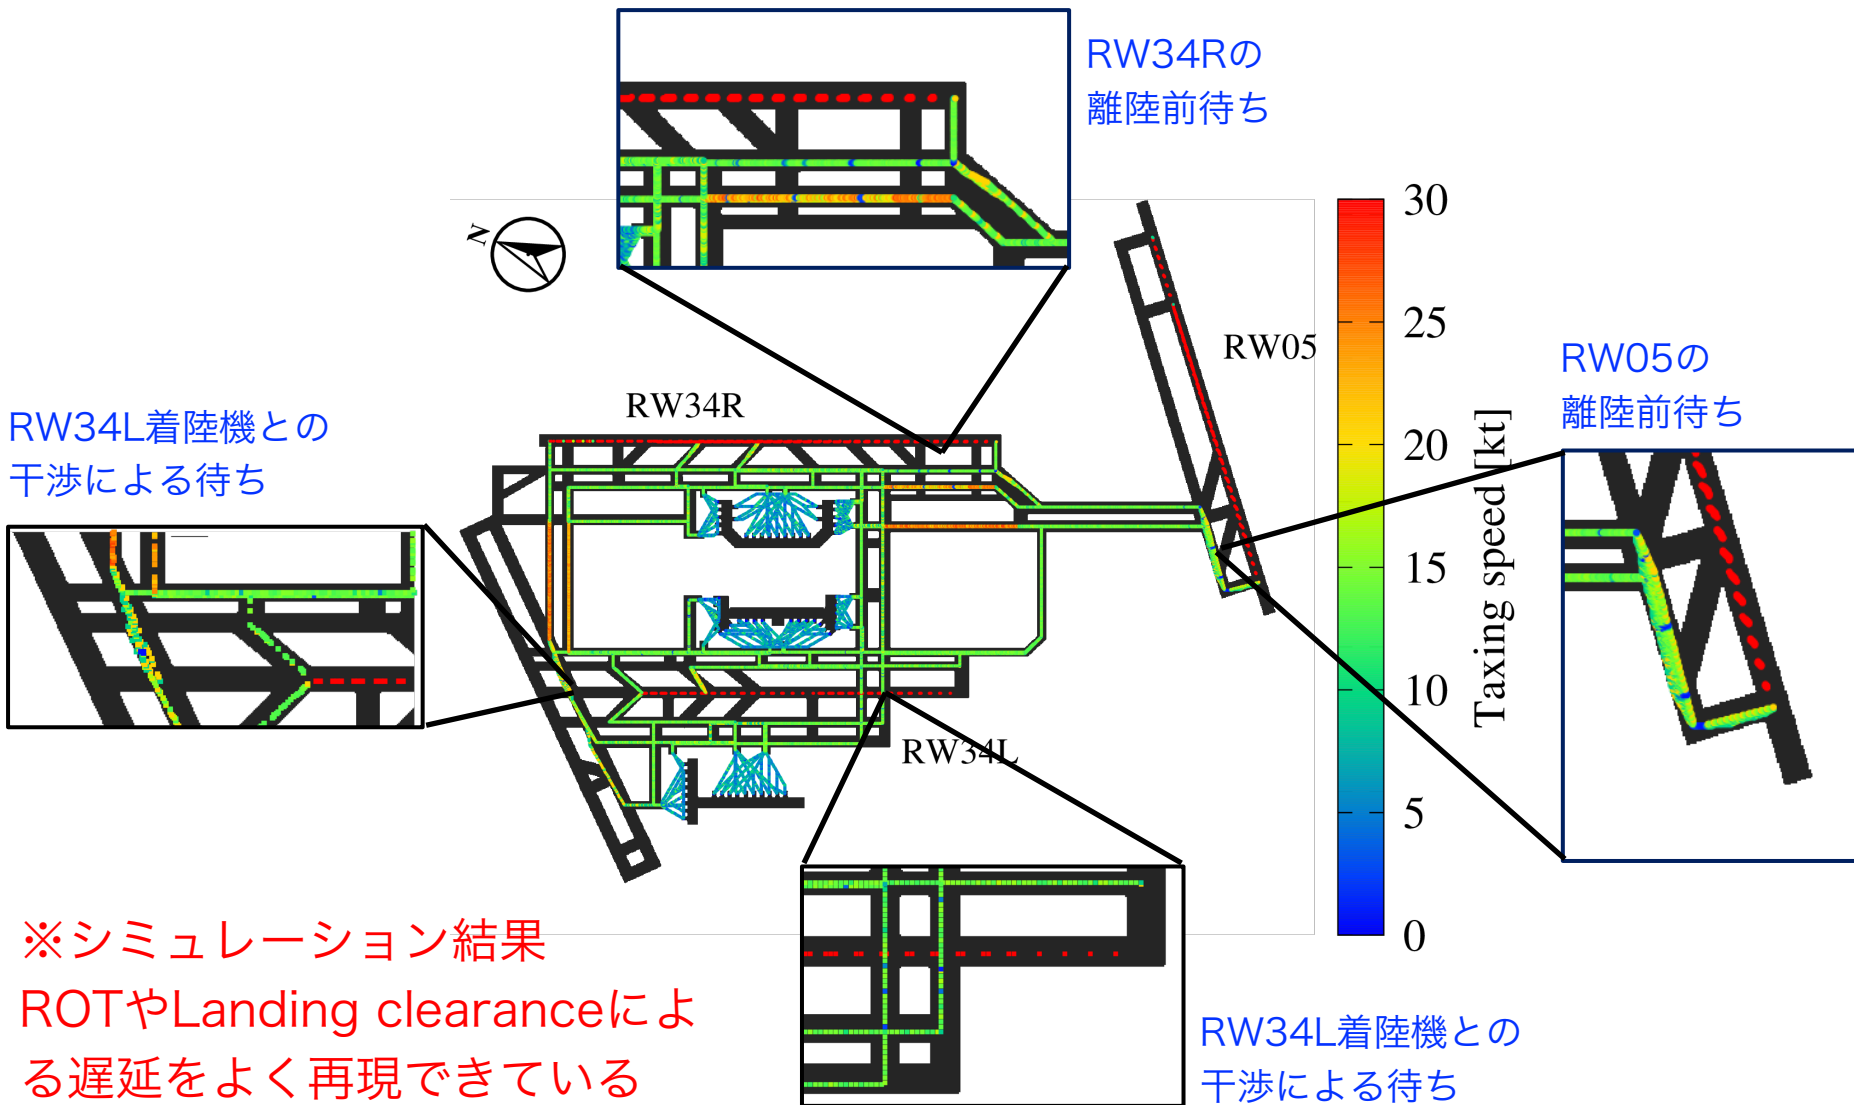 RW34Rの
離陸前待ち
N
30
25
20
15
10
5
0
Taxing speed [kt]
RW05
RW05の
離陸前待ち
RW34R
RW34L着陸機との
干渉による待ち
RW34L
※シミュレーション結果
ROTやLanding clearanceによ
る遅延をよく再現できている
RW34L着陸機との
干渉による待ち